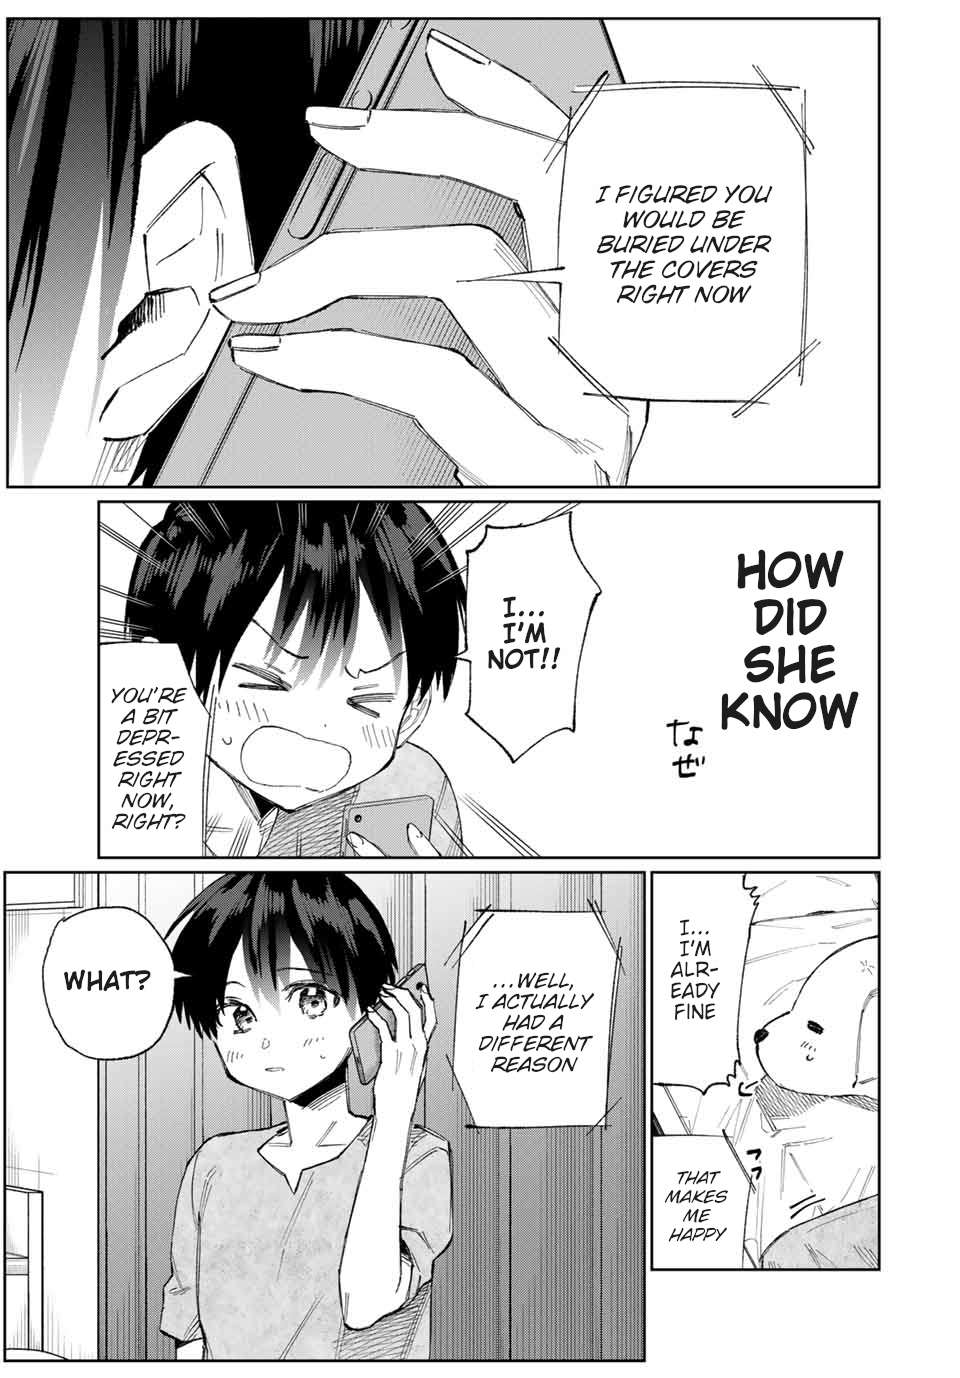 I FIGURED YOU
WOULD BE
BURIED UNDER
THE COVERS
RIGHT NOW
HOW
DID
SHE
KNOW
なぜ
I...
I'M
NOT!!
YOU'RE
A BIT
DEPR-
ESSED
RIGHT
NOW,
RIGHT?
I...
I'M
ALR-
EADY
FINE
THAT
MAKES
ME
HAPPY
...WELL,
I ACTUALLY
HAD A
DIFFERENT
REASON
WHAT?